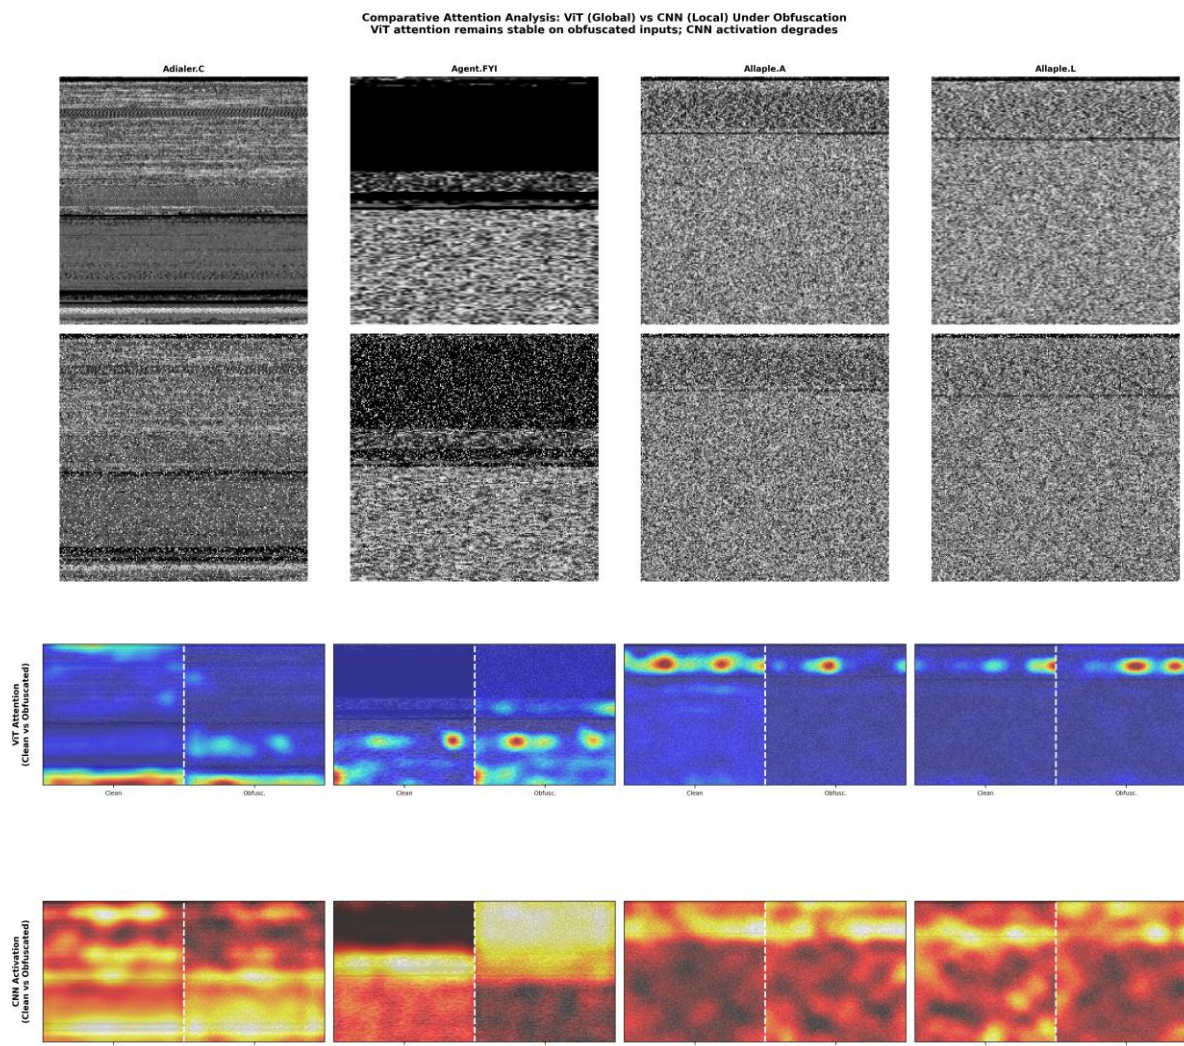 Comparative Attention Analysis: ViT (Global) vs CNN (Local) Under Obfuscation
ViT attention remains stable on obfuscated inputs; CNN activation degrades
Adialer.C
Agent.FYI
Allaple.A
Allaple.L
ViT Attention
(Clean vs Obfuscated)
Clean
Obfusc.
Clean
Obfusc.
Clean
Obfusc.
Clean
Obfusc.
CNN Activation
(Clean vs Obfuscated)